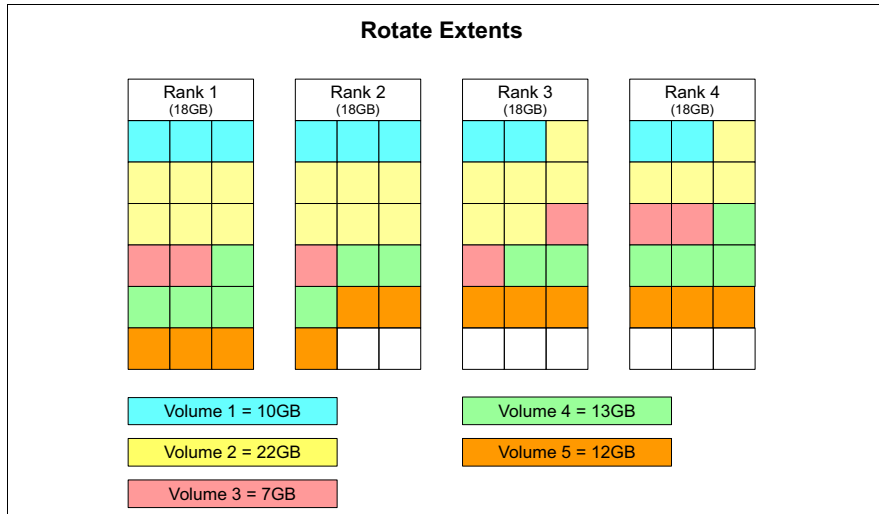 Rotate Extents
Rank 1
(18GB)
Rank 2
(18GB)
Rank 3
(18GB)
Rank 4
(18GB)
Volume 1 = 10GB
Volume 2 = 22GB
Volume 3 = 7GB
Volume 4 = 13GB
Volume 5 = 12GB